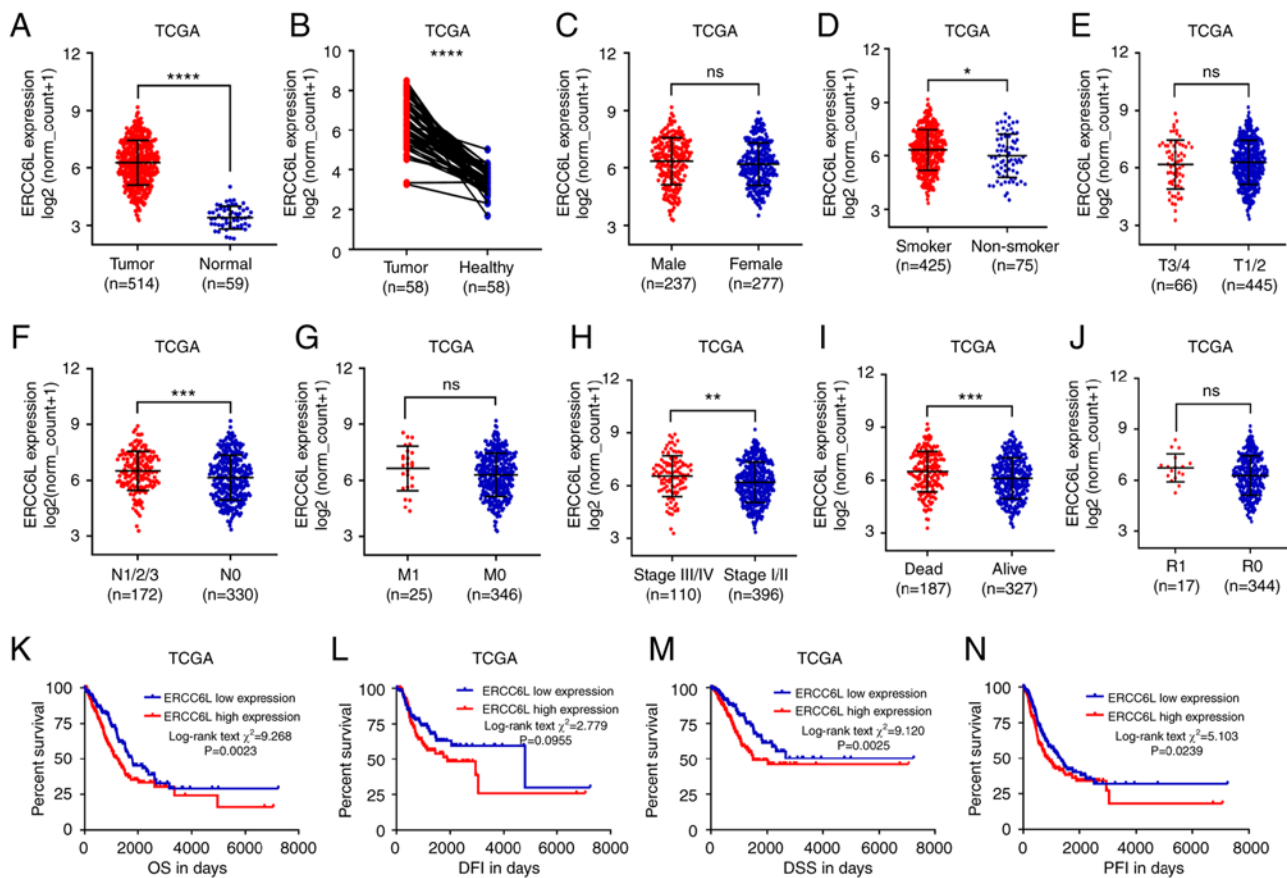 A
TCGA
ERCC6L expression
log2 (norm_count+1)
12
9
6
3
****
Tumor
(n=514)
Normal
(n=59)
B
TCGA
ERCC6L expression
log2 (norm_count+1)
10
8
6
4
2
0
****
Tumor
(n=58)
Healthy
(n=58)
C
TCGA
ERCC6L expression
log2 (norm_count+1)
12
9
6
3
ns
Male
(n=237)
Female
(n=277)
D
TCGA
ERCC6L expression
log2 (norm_count+1)
12
9
6
3
*
Smoker
(n=425)
Non-smoker
(n=75)
E
TCGA
ERCC6L expression
log2 (norm_count+1)
12
9
6
3
ns
T3/4
(n=66)
T1/2
(n=445)
F
TCGA
ERCC6L expression
log2(norm_count+1)
12
9
6
3
***
N1/2/3
(n=172)
N0
(n=330)
G
TCGA
ERCC6L expression
log2 (norm_count+1)
12
9
6
3
ns
M1
(n=25)
M0
(n=346)
H
TCGA
ERCC6L expression
log2 (norm_count+1)
12
9
6
3
**
Stage III/IV
(n=110)
Stage I/II
(n=396)
I
TCGA
ERCC6L expression
log2 (norm_count+1)
12
9
6
3
***
Dead
(n=187)
Alive
(n=327)
J
TCGA
ERCC6L expression
log2 (norm_count+1)
12
9
6
3
ns
R1
(n=17)
R0
(n=344)
K
TCGA
Percent survival
100
75
50
25
0
ERCC6L low expression
ERCC6L high expression
Log-rank text χ²=9.268
P=0.0023
0 2000 4000 6000 8000
OS in days
L
TCGA
Percent survival
100
75
50
25
0
ERCC6L low expression
ERCC6L high expression
Log-rank text χ²=2.779
P=0.0955
0 2000 4000 6000 8000
DFI in days
M
TCGA
Percent survival
100
75
50
25
0
ERCC6L low expression
ERCC6L high expression
Log-rank text χ²=9.120
P=0.0025
0 2000 4000 6000 8000
DSS in days
N
Percent survival
100
75
50
25
0
ERCC6L low expression
ERCC6L high expression
Log-rank text χ²=5.103
P=0.0239
0 2000 4000 6000 8000
PFI in days